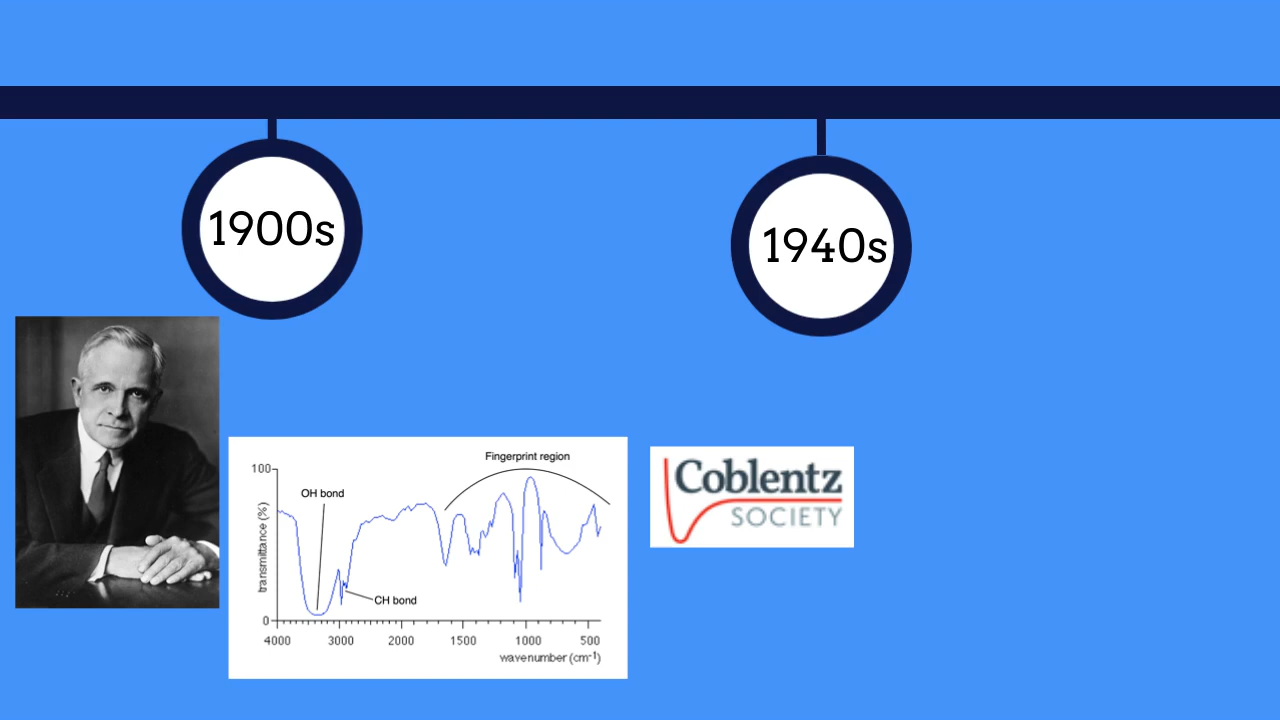 1900s
1940s
Fingerprint region
100
OH bond
transmittance (%)
CH bond
0
4000 3000 2000 1500 1000 500
wavenumber (cm-1)
Coblentz
SOCIETY